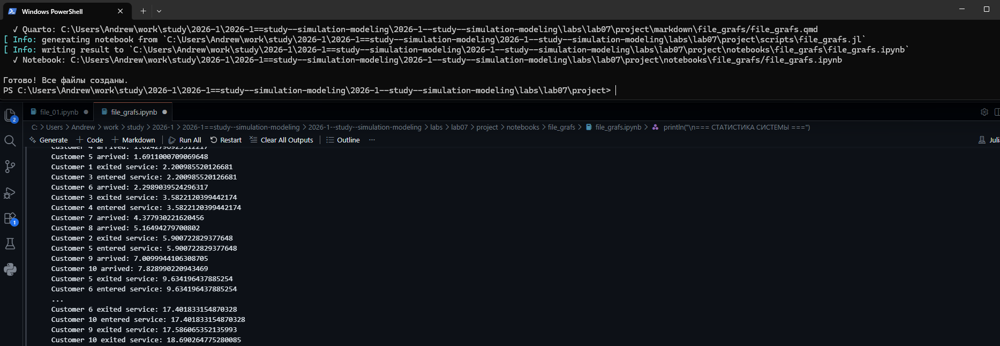 Windows PowerShell
✓ Quarto: C:\Users\Andrew\work\study\2026-1\2026-1==study--simulation-modeling\2026-1--study--simulation-modeling\labs\lab07\project\markdown\file_grafs/file_grafs.qmd
[ Info: generating notebook from `C:\Users\Andrew\work\study\2026-1\2026-1==study--simulation-modeling\2026-1--study--simulation-modeling\labs\lab07\project\scripts\file_grafs.jl`
[ Info: writing result to `C:\Users\Andrew\work\study\2026-1\2026-1==study--simulation-modeling\2026-1--study--simulation-modeling\labs\lab07\project\notebooks\file_grafs\file_grafs.ipynb`
✓ Notebook: C:\Users\Andrew\work\study\2026-1\2026-1==study--simulation-modeling\2026-1--study--simulation-modeling\labs\lab07\project\notebooks\file_grafs/file_grafs.ipynb
Готово! Все файлы созданы.
PS C:\Users\Andrew\work\study\2026-1\2026-1==study--simulation-modeling\2026-1--study--simulation-modeling\labs\lab07\project>
file_01.ipynb file_grafs.ipynb
2
C: > Users > Andrew > work > study > 2026-1 > 2026-1==study--simulation-modeling > 2026-1--study--simulation-modeling > labs > lab07 > project > notebooks > file_grafs > file_grafs.ipynb > println("\n=== СТАТИСТИКА СИСТЕМЫ ===")
Generate + Code + Markdown Run All Restart Clear All Outputs Outline ... Juli
Customer 4 arrived:
Customer 5 arrived: 1.6911000709069648
Customer 1 exited service: 2.200985520126681
Customer 3 entered service: 2.200985520126681
Customer 6 arrived: 2.2989039524296317
Customer 3 exited service: 3.5822120399442174
Customer 4 entered service: 3.5822120399442174
Customer 7 arrived: 4.377930221620456
1
Customer 8 arrived: 5.16494279700802
Customer 2 exited service: 5.900722829377648
Customer 5 entered service: 5.900722829377648
Customer 9 arrived: 7.0099944106308705
Customer 10 arrived: 7.828990220943469
Customer 5 exited service: 9.634196437885254
Customer 6 entered service: 9.634196437885254
...
Customer 6 exited service: 17.401833154870328
Customer 10 entered service: 17.401833154870328
Customer 9 exited service: 17.586065352135993
Customer 10 exited service: 18.690264775280085